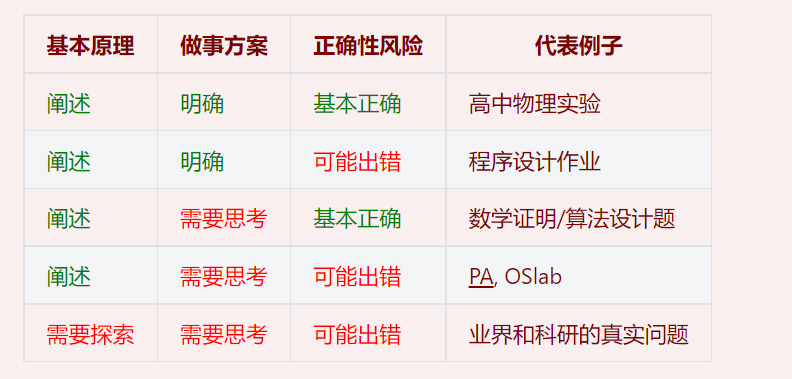 基本原理 做事方案 正确性风险 代表例子
阐述 明确 基本正确 高中物理实验
阐述 明确 可能出错 程序设计作业
阐述 需要思考 基本正确 数学证明/算法设计题
阐述 需要思考 可能出错 PA, OSlab
需要探索 需要思考 可能出错 业界和科研的真实问题